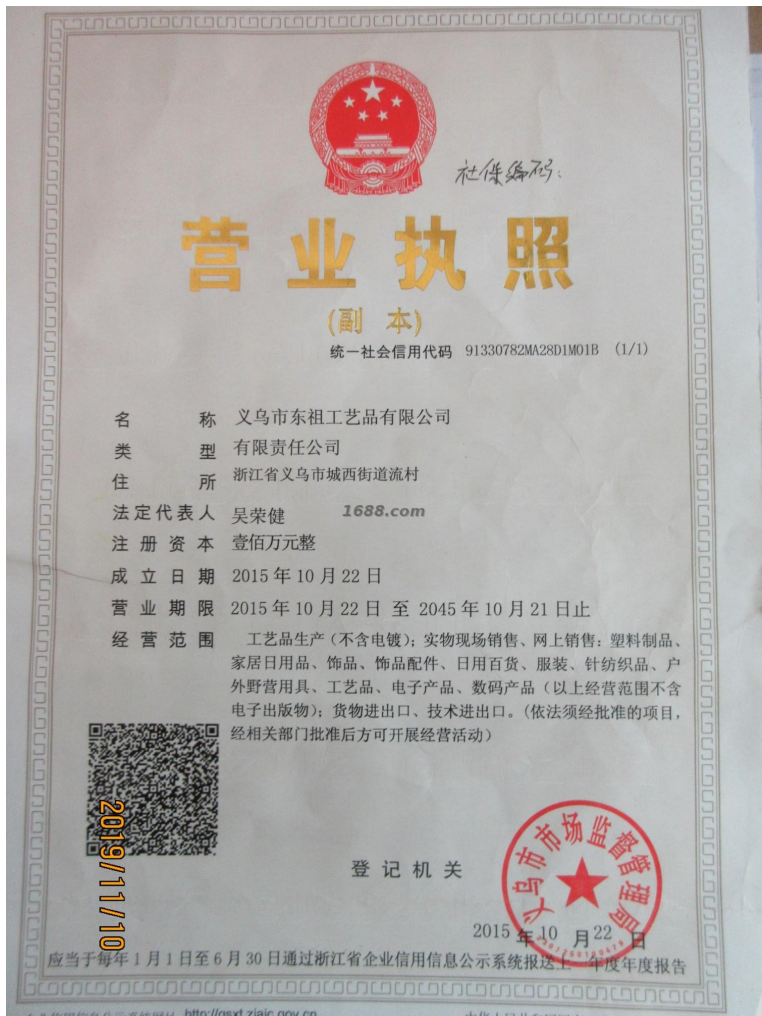 社保编码:
营业执照
(副本)
统一社会信用代码 91330782MA28D1M01B (1/1)
名称 义乌市东祖工艺品有限公司
类型 有限责任公司
住所 浙江省义乌市城西街道流村
法定代表人 吴荣健
1688.com
注册资本 壹佰万元整
成立日期 2015年10月22日
营业期限 2015年10月22日至2045年10月21日止
经营范围 工艺品生产(不含电镀);实物现场销售、网上销售:塑料制品、
家居日用品、饰品、饰品配件、日用百货、服装、针纺织品、户
外野营用具、工艺品、电子产品、数码产品(以上经营范围不含
电子出版物);货物进出口、技术进出口。(依法须经批准的项目,
经相关部门批准后方可开展经营活动)
2019/11/10
登记机关
义乌市市场监督管理局
2015年10月22日
应当于每年1月1日至6月30日通过浙江省企业信用信息公示系统报送上一年度年度报告
http://gsxt.zjaic.gov.cn